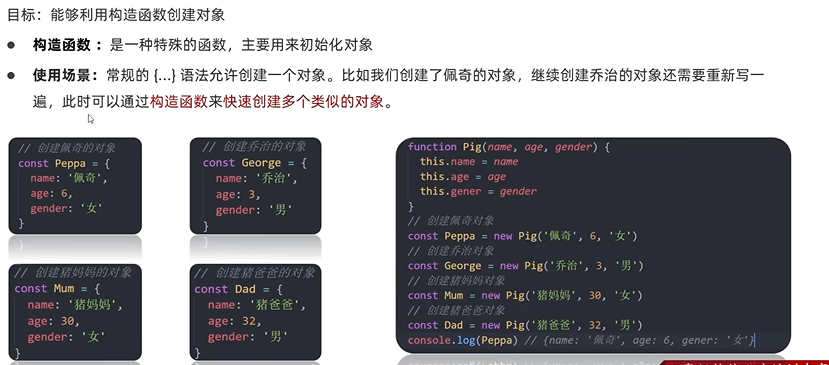 目标：能够利用构造函数创建对象
● 构造函数 ：是一种特殊的函数，主要用来初始化对象
● 使用场景：常规的 {...} 语法允许创建一个对象。比如我们创建了佩奇的对象，继续创建乔治的对象还需要重新写一
遍，此时可以通过构造函数来快速创建多个类似的对象。
// 创建佩奇的对象
const Peppa = {
name: '佩奇',
age: 6,
gender: '女'
}
// 创建乔治的对象
const George = {
name: '乔治',
age: 3,
gender: '男'
}
// 创建猪妈妈的对象
const Mum = {
name: '猪妈妈',
age: 30,
gender: '女'
}
// 创建猪爸爸的对象
const Dad = {
name: '猪爸爸',
age: 32,
gender: '男'
}
function Pig(name, age, gender) {
this.name = name
this.age = age
this.gener = gender
}
// 创建佩奇对象
const Peppa = new Pig('佩奇', 6, '女')
// 创建乔治对象
const George = new Pig('乔治', 3, '男')
// 创建猪妈妈对象
const Mum = new Pig('猪妈妈', 30, '女')
// 创建猪爸爸对象
const Dad = new Pig('猪爸爸', 32, '男')
console.log(Peppa) // {name: '佩奇', age: 6, gener: '女'}